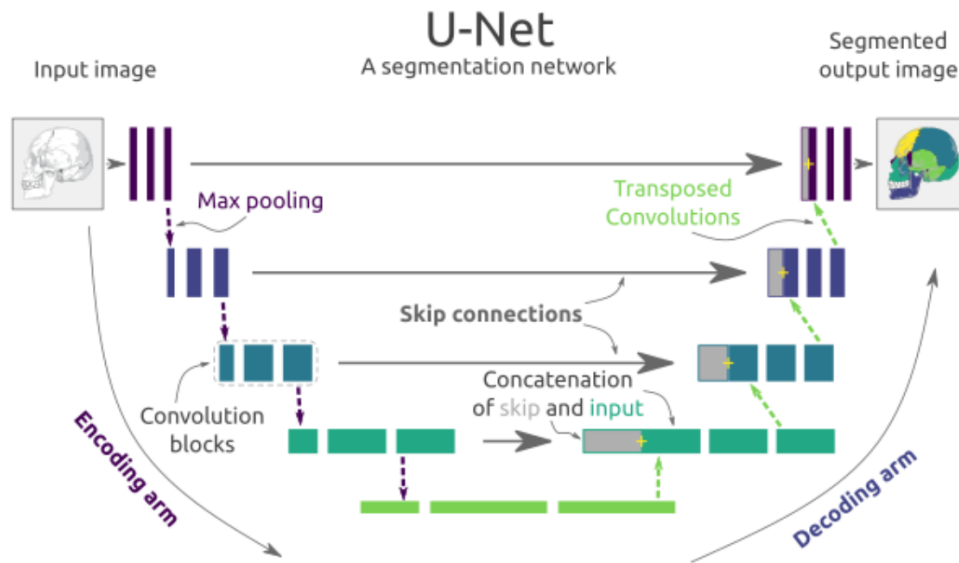 U-Net
A segmentation network
Input image
Segmented
output image
Max pooling
Transposed
Convolutions
Skip connections
Concatenation
of skip and input
Convolution
blocks
Encoding arm
Decoding arm